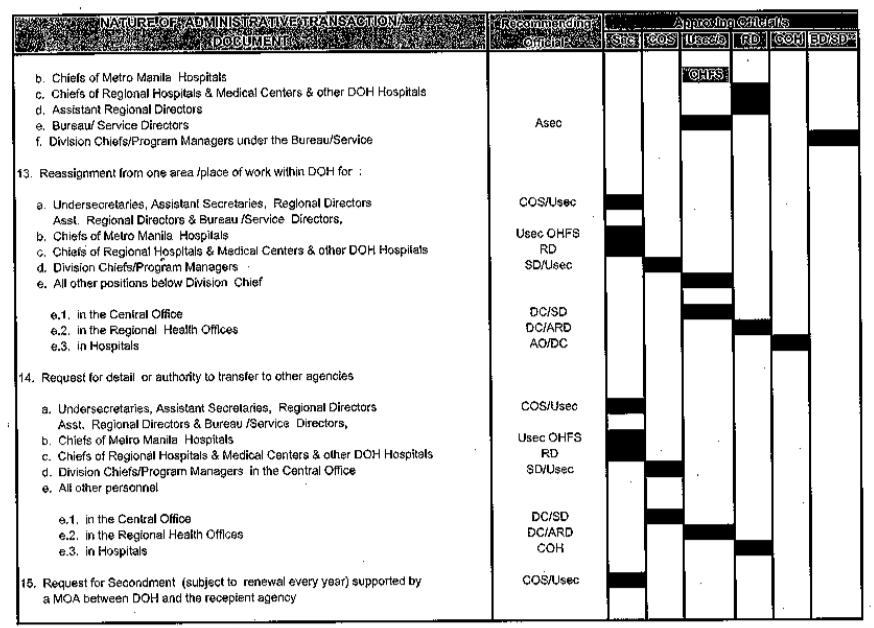 NATURE OF ADMINISTRATIVE TRANSACTION/ Recommending Approving Official/s
DOCUMENT Official Sec COS Usec/s RD COH BD/SD
b. Chiefs of Metro Manila Hospitals OHFS
c. Chiefs of Regional Hospitals & Medical Centers & other DOH Hospitals
d. Assistant Regional Directors
e. Bureau/ Service Directors Asec
f. Division Chiefs/Program Managers under the Bureau/Service
13. Reassignment from one area /place of work within DOH for :
a. Undersecretaries, Assistant Secretaries, Regional Directors COS/Usec
Asst. Regional Directors & Bureau /Service Directors,
b. Chiefs of Metro Manila Hospitals Usec OHFS
c. Chiefs of Regional Hospitals & Medical Centers & other DOH Hospitals RD
d. Division Chiefs/Program Managers SD/Usec
e. All other positions below Division Chief
e.1. in the Central Office DC/SD
e.2. in the Regional Health Offices DC/ARD
e.3. in Hospitals AO/DC
14. Request for detail or authority to transfer to other agencies
a. Undersecretaries, Assistant Secretaries, Regional Directors COS/Usec
Asst. Regional Directors & Bureau /Service Directors,
b. Chiefs of Metro Manila Hospitals Usec OHFS
c. Chiefs of Regional Hospitals & Medical Centers & other DOH Hospitals RD
d. Division Chiefs/Program Managers in the Central Office SD/Usec
e. All other personnel
e.1. in the Central Office DC/SD
e.2. in the Regional Health Offices DC/ARD
e.3. in Hospitals COH
15. Request for Secondment (subject to renewal every year) supported by COS/Usec
a MOA between DOH and the recepient agency